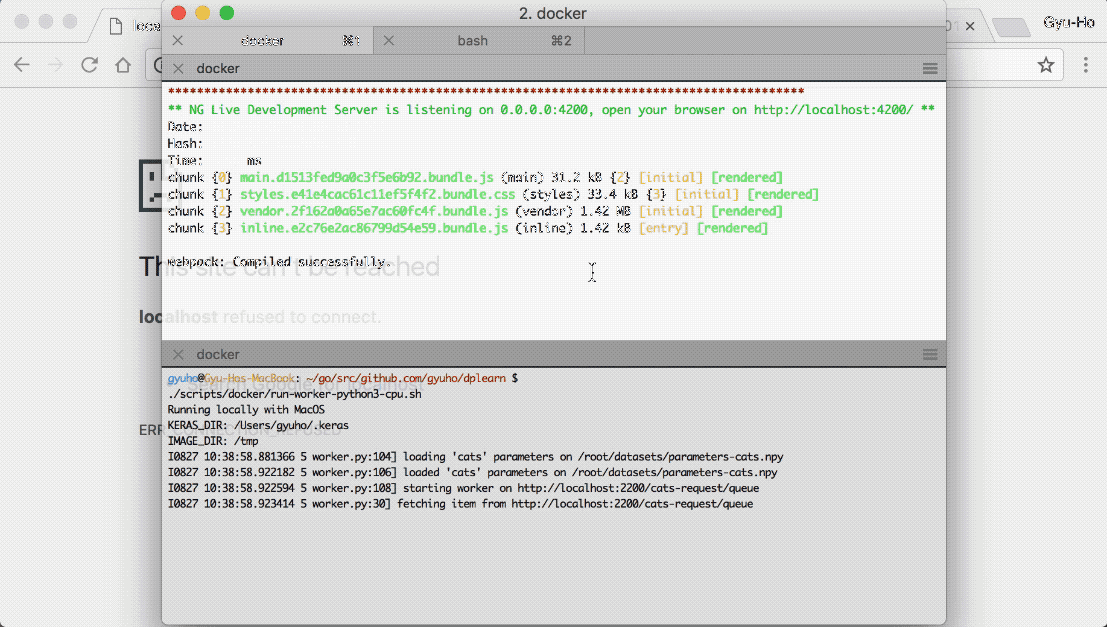 2. docker
loca
Gyu-Ho
docker ⌘1
bash ⌘2
docker
** NG Live Development Server is listening on 0.0.0.0:4200, open your browser on http://localhost:4200/ **
Date:
Hash:
Time: ms
chunk {0} main.d1513fed9a0c3f5e6b92.bundle.js (main) 31.2 kB {2} [initial] [rendered]
chunk {1} styles.e41e4cac61c11ef5f4f2.bundle.css (styles) 33.4 kB {3} [initial] [rendered]
chunk {2} vendor.2f162a0a65e7ac60fc4f.bundle.js (vendor) 1.42 MB [initial] [rendered]
chunk {3} inline.e2c76e2ac86799d54e59.bundle.js (inline) 1.42 kB [entry] [rendered]
webpack: Compiled successfully.
This site can't be reached
localhost refused to connect.
docker
gyuho@Gyu-Hos-MacBook: ~/go/src/github.com/gyuho/dplearn $
Search Google for localhost
./scripts/docker/run-worker-python3-cpu.sh
Running locally with MacOS
KERAS_DIR: /Users/gyuho/.keras
ERR_CONNECTION_REFUSED
IMAGE_DIR: /tmp
I0827 10:38:58.881366 5 worker.py:104] loading 'cats' parameters on /root/datasets/parameters-cats.npy
I0827 10:38:58.922182 5 worker.py:106] loaded 'cats' parameters on /root/datasets/parameters-cats.npy
I0827 10:38:58.922594 5 worker.py:108] starting worker on http://localhost:2200/cats-request/queue
I0827 10:38:58.923414 5 worker.py:30] fetching item from http://localhost:2200/cats-request/queue